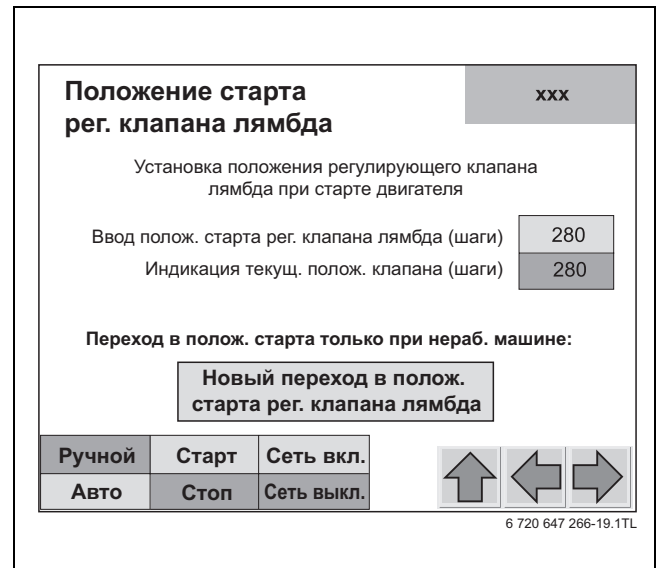 Положение старта
рег. клапана лямбда
xxx
Установка положения регулирующего клапана
лямбда при старте двигателя
Ввод полож. старта рег. клапана лямбда (шаги)
280
Индикация текущ. полож. клапана (шаги)
280
Переход в полож. старта только при нераб. машине:
Новый переход в полож.
старта рег. клапана лямбда
Ручной
Старт
Сеть вкл.
Авто
Стоп
Сеть выкл.
6 720 647 266-19.1TL